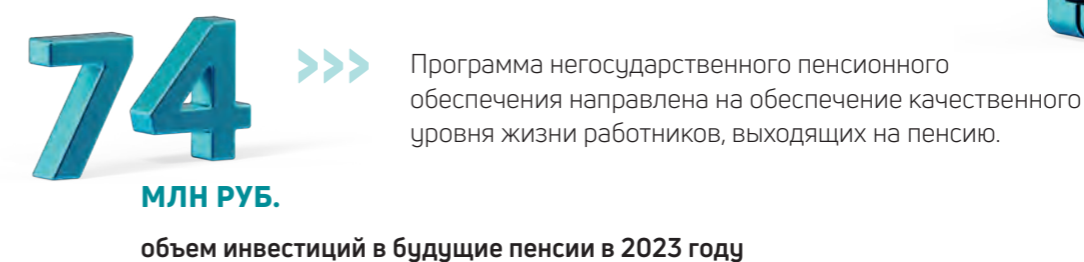 74
>>>
Программа негосударственного пенсионного
обеспечения направлена на обеспечение качественного
уровня жизни работников, выходящих на пенсию.
МЛН РУБ.
объем инвестиций в будущие пенсии в 2023 году